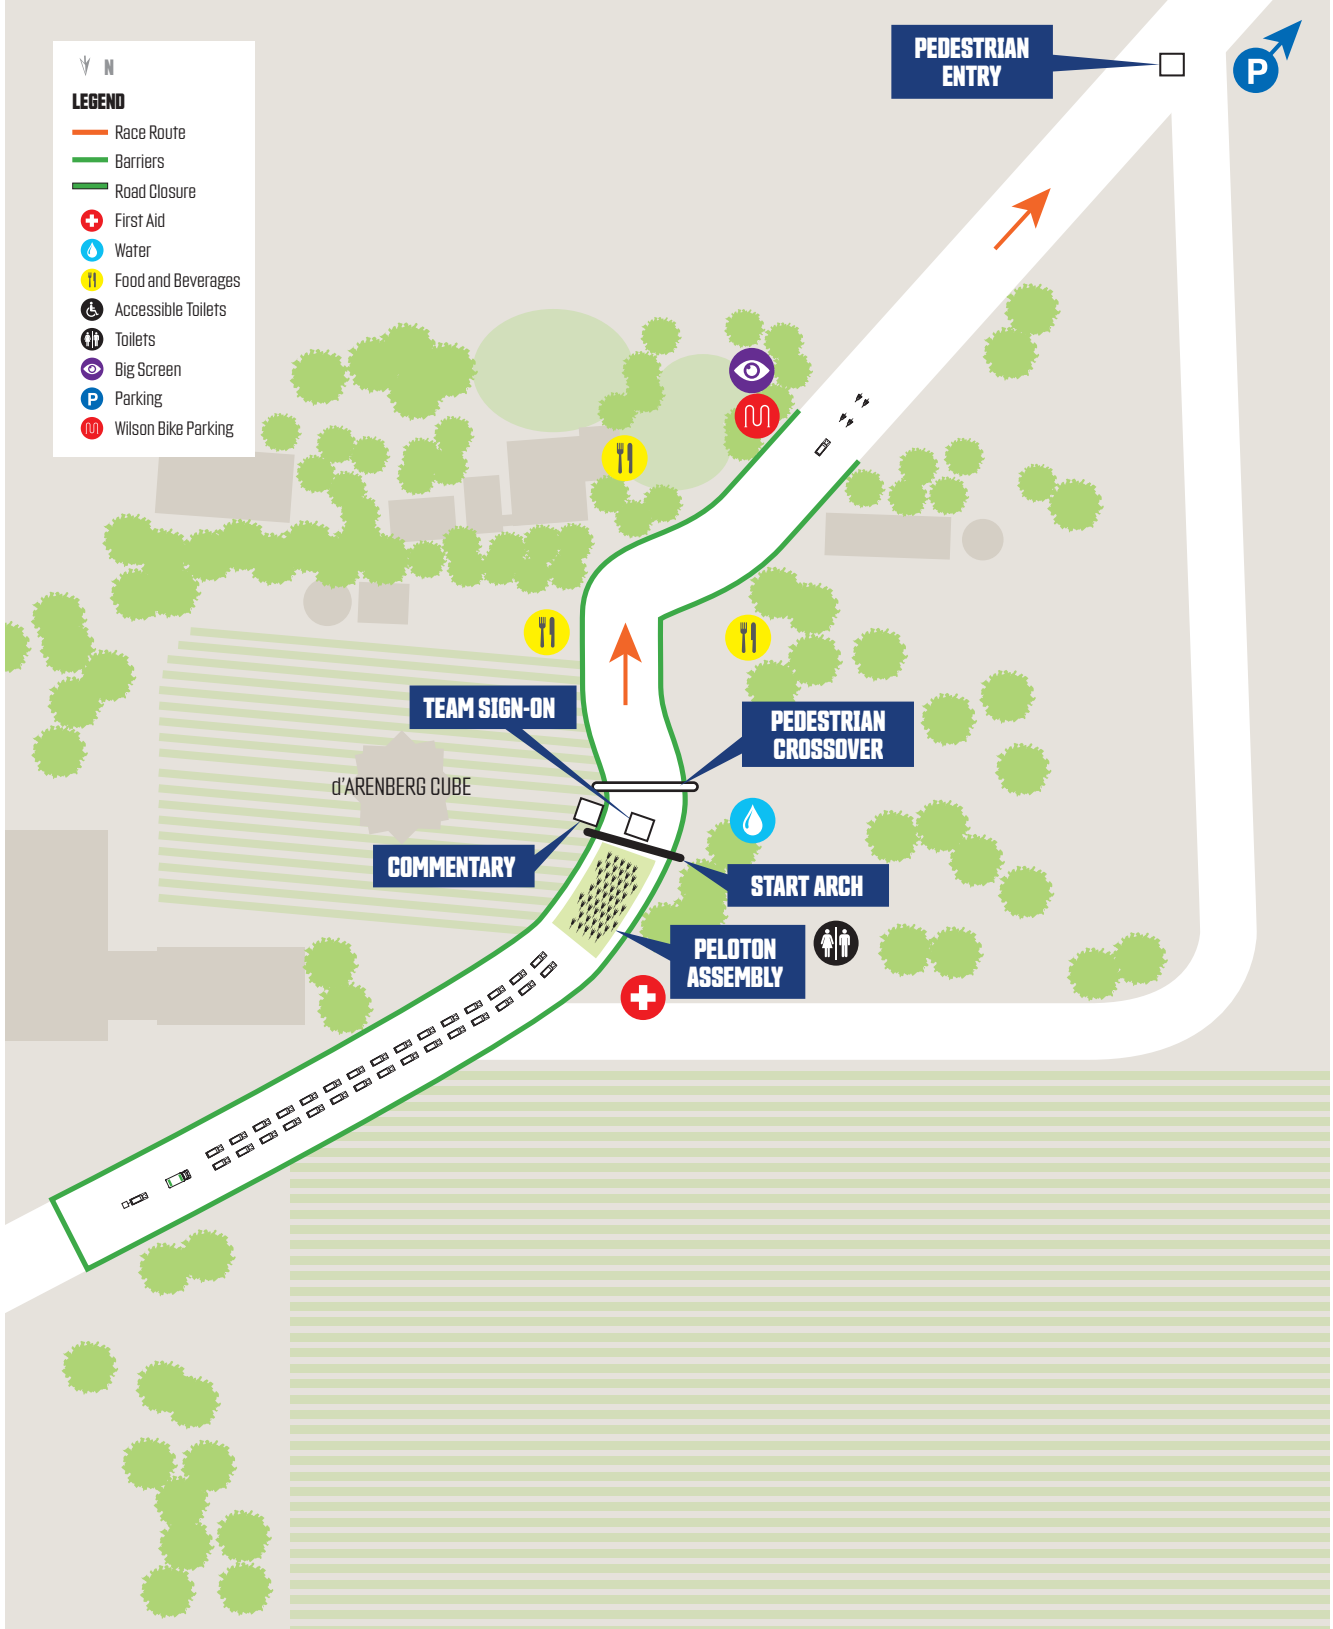 PEDESTRIAN
ENTRY
P
N
LEGEND
Race Route
Barriers
Road Closure
First Aid
Water
Food and Beverages
Accessible Toilets
Toilets
Big Screen
P Parking
Wilson Bike Parking
TEAM SIGN-ON
PEDESTRIAN
CROSSOVER
d'ARENBERG CUBE
COMMENTARY
START ARCH
PELOTON
ASSEMBLY